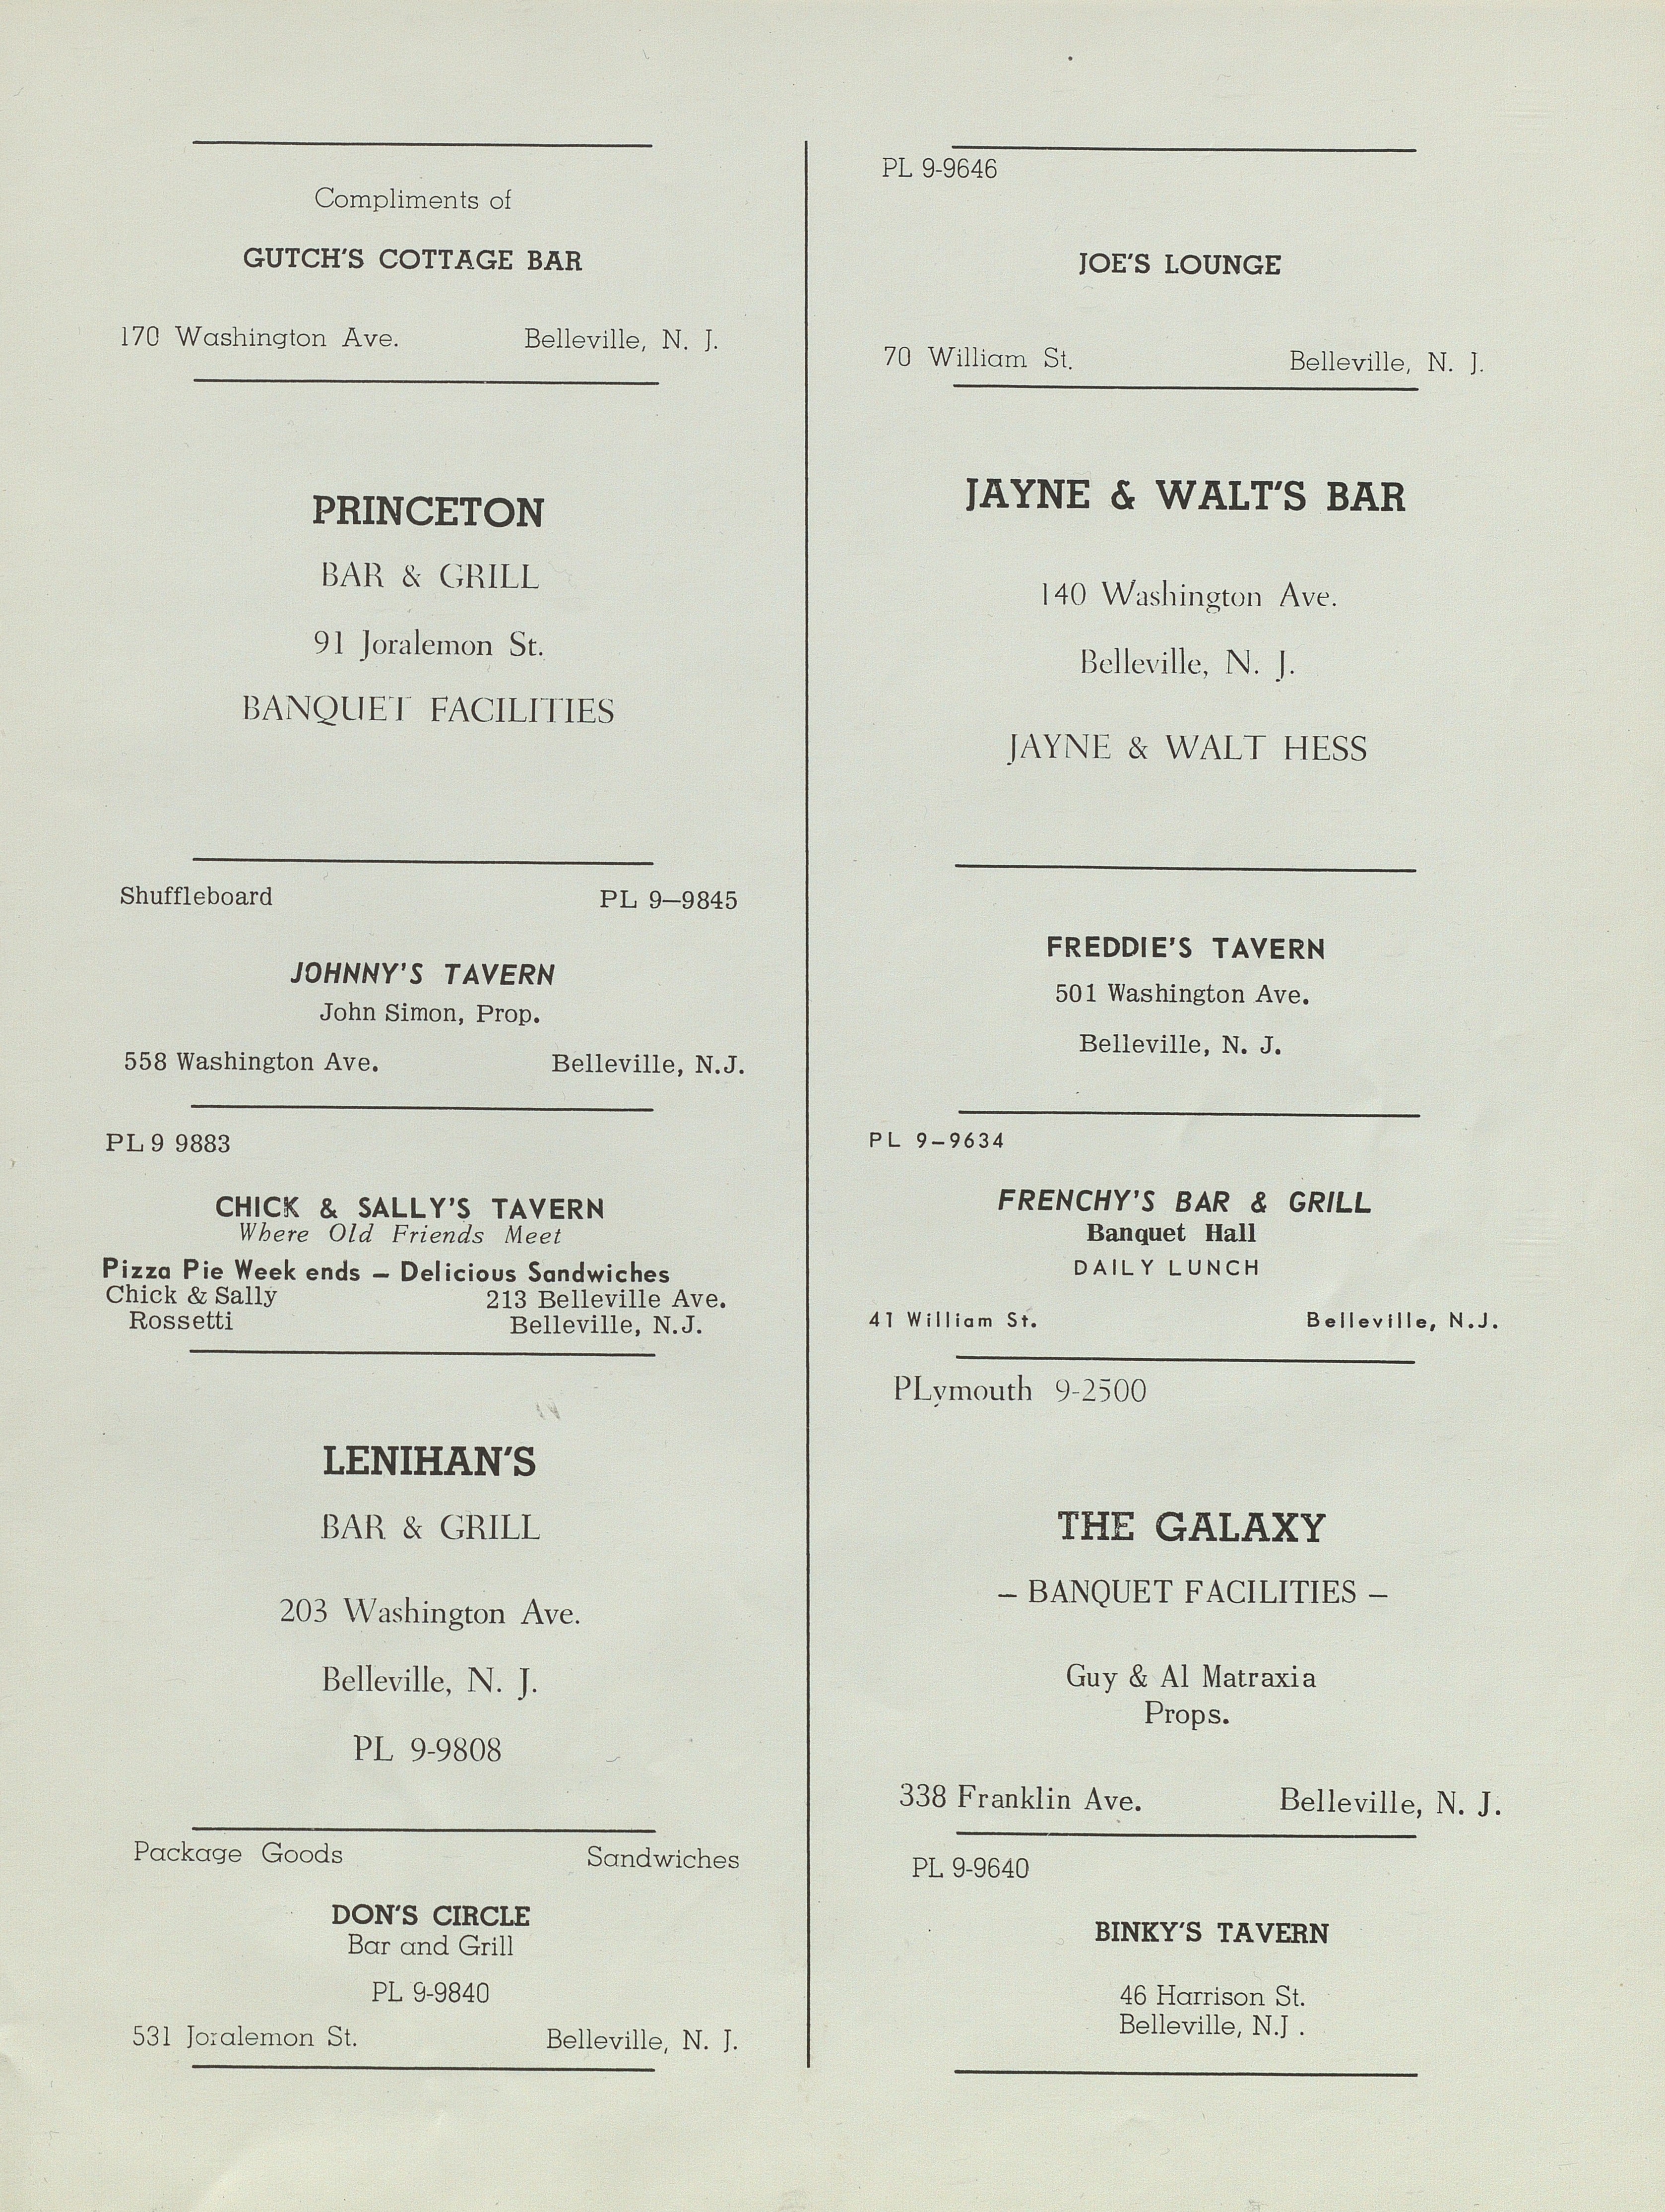 Compliments of
GUTCH'S COTTAGE BAR
170 Washington Ave. Belleville, N. J.
PRINCETON
BAR & GRILL
91 Joralemon St.
BANQUET FACILITIES
Shuffleboard PL 9—9845
JOHNNY'S TAVERN
John Simon, Prop.
558 Washington Ave. Belleville, N.J.
PL 9 9883
CHICK & SALLY'S TAVERN
Where Old Friends Meet
Pizza Pie Week ends – Delicious Sandwiches
Chick & Sally 213 Belleville Ave.
Rossetti Belleville, N.J.
LENIHAN'S
BAR & GRILL
203 Washington Ave.
Belleville, N. J.
PL 9-9808
Package Goods Sandwiches
DON'S CIRCLE
Bar and Grill
PL 9-9840
531 Joralemon St. Belleville, N. J.
PL 9-9646
JOE'S LOUNGE
70 William St. Belleville, N. J.
JAYNE & WALT'S BAR
140 Washington Ave.
Belleville, N. J.
JAYNE & WALT HESS
FREDDIE'S TAVERN
501 Washington Ave.
Belleville, N. J.
PL 9–9634
FRENCHY'S BAR & GRILL
Banquet Hall
DAILY LUNCH
41 William St. Belleville, N.J.
PLymouth 9-2500
THE GALAXY
– BANQUET FACILITIES –
Guy & Al Matraxia
Props.
338 Franklin Ave. Belleville, N. J.
PL 9-9640
BINKY'S TAVERN
46 Harrison St.
Belleville, N.J .